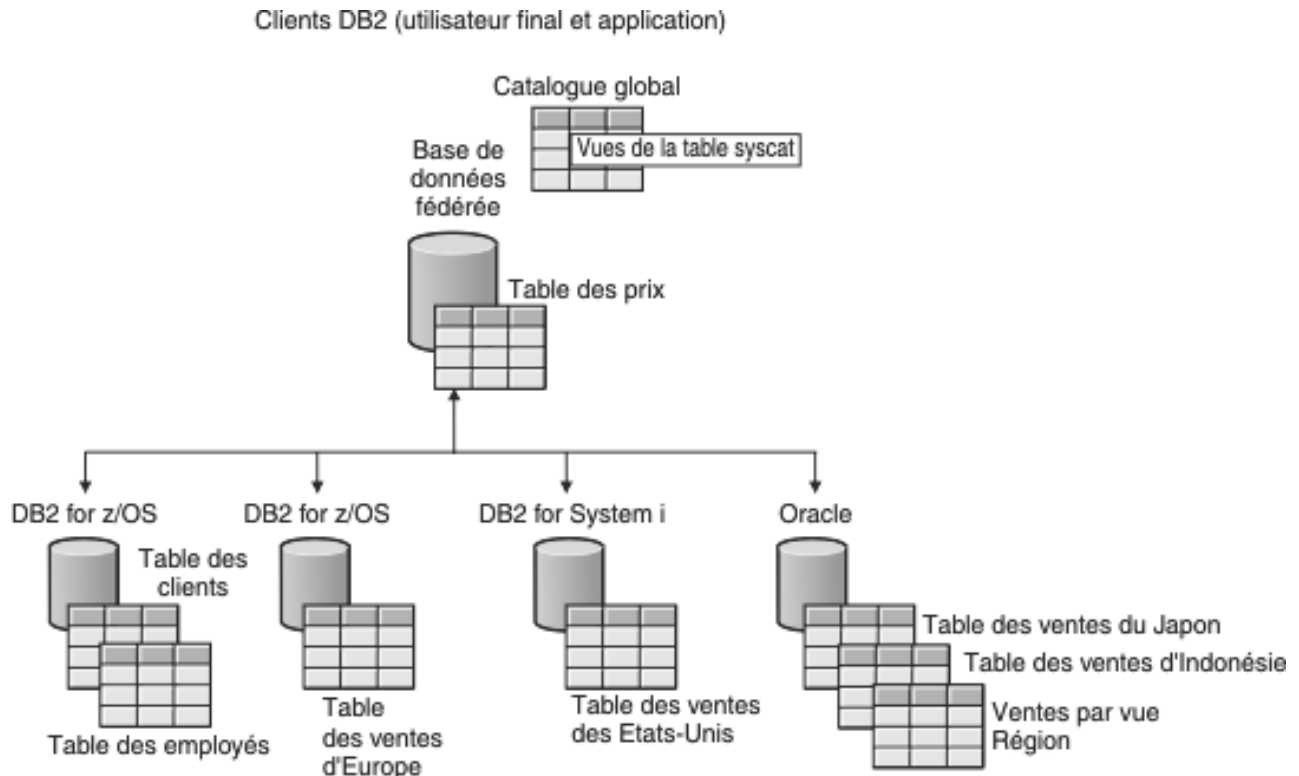 Clients DB2 (utilisateur final et application)
Catalogue global
Vues de la table syscat
Base de
données
fédérée
Table des prix
DB2 for z/OS
DB2 for z/OS
DB2 for System i
Oracle
Table des
clients
Table des employés
Table
des ventes
d'Europe
Table des ventes
des Etats-Unis
Table des ventes du Japon
Table des ventes d'Indonésie
Ventes par vue
Région